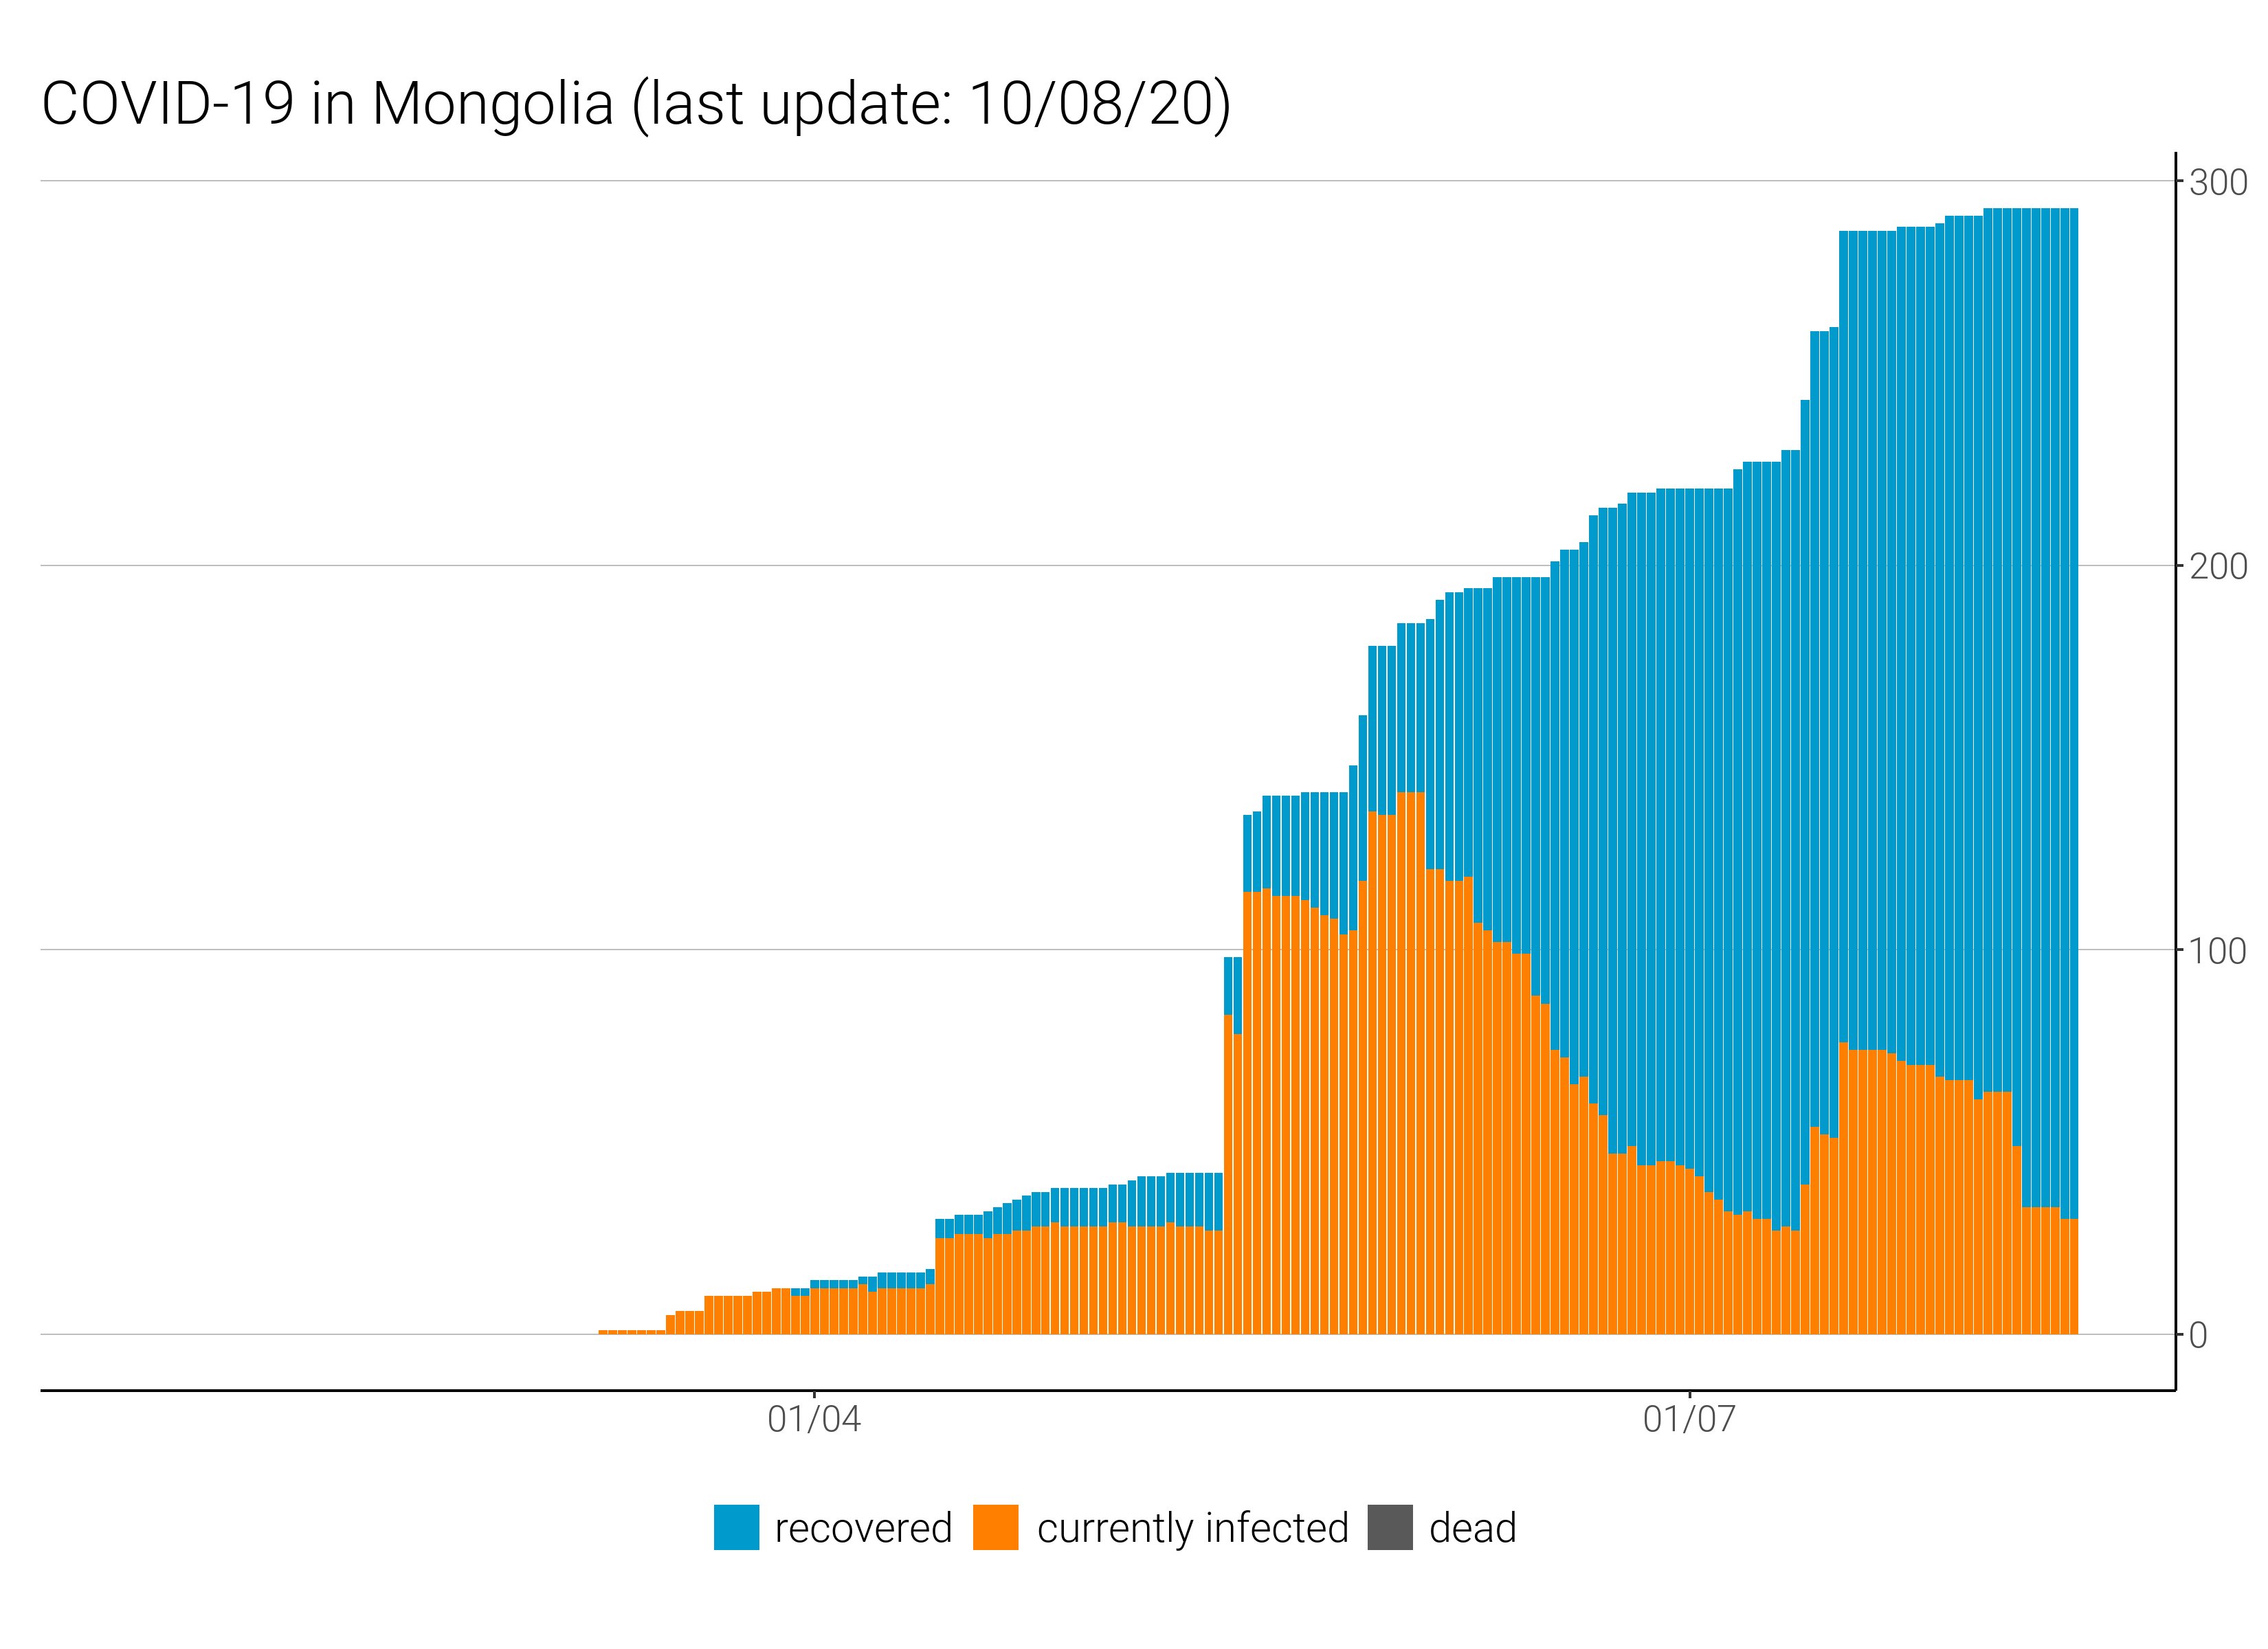 COVID-19 in Mongolia (last update: 10/08/20)
300
200
100
0
01/04 01/07
recovered currently infected dead